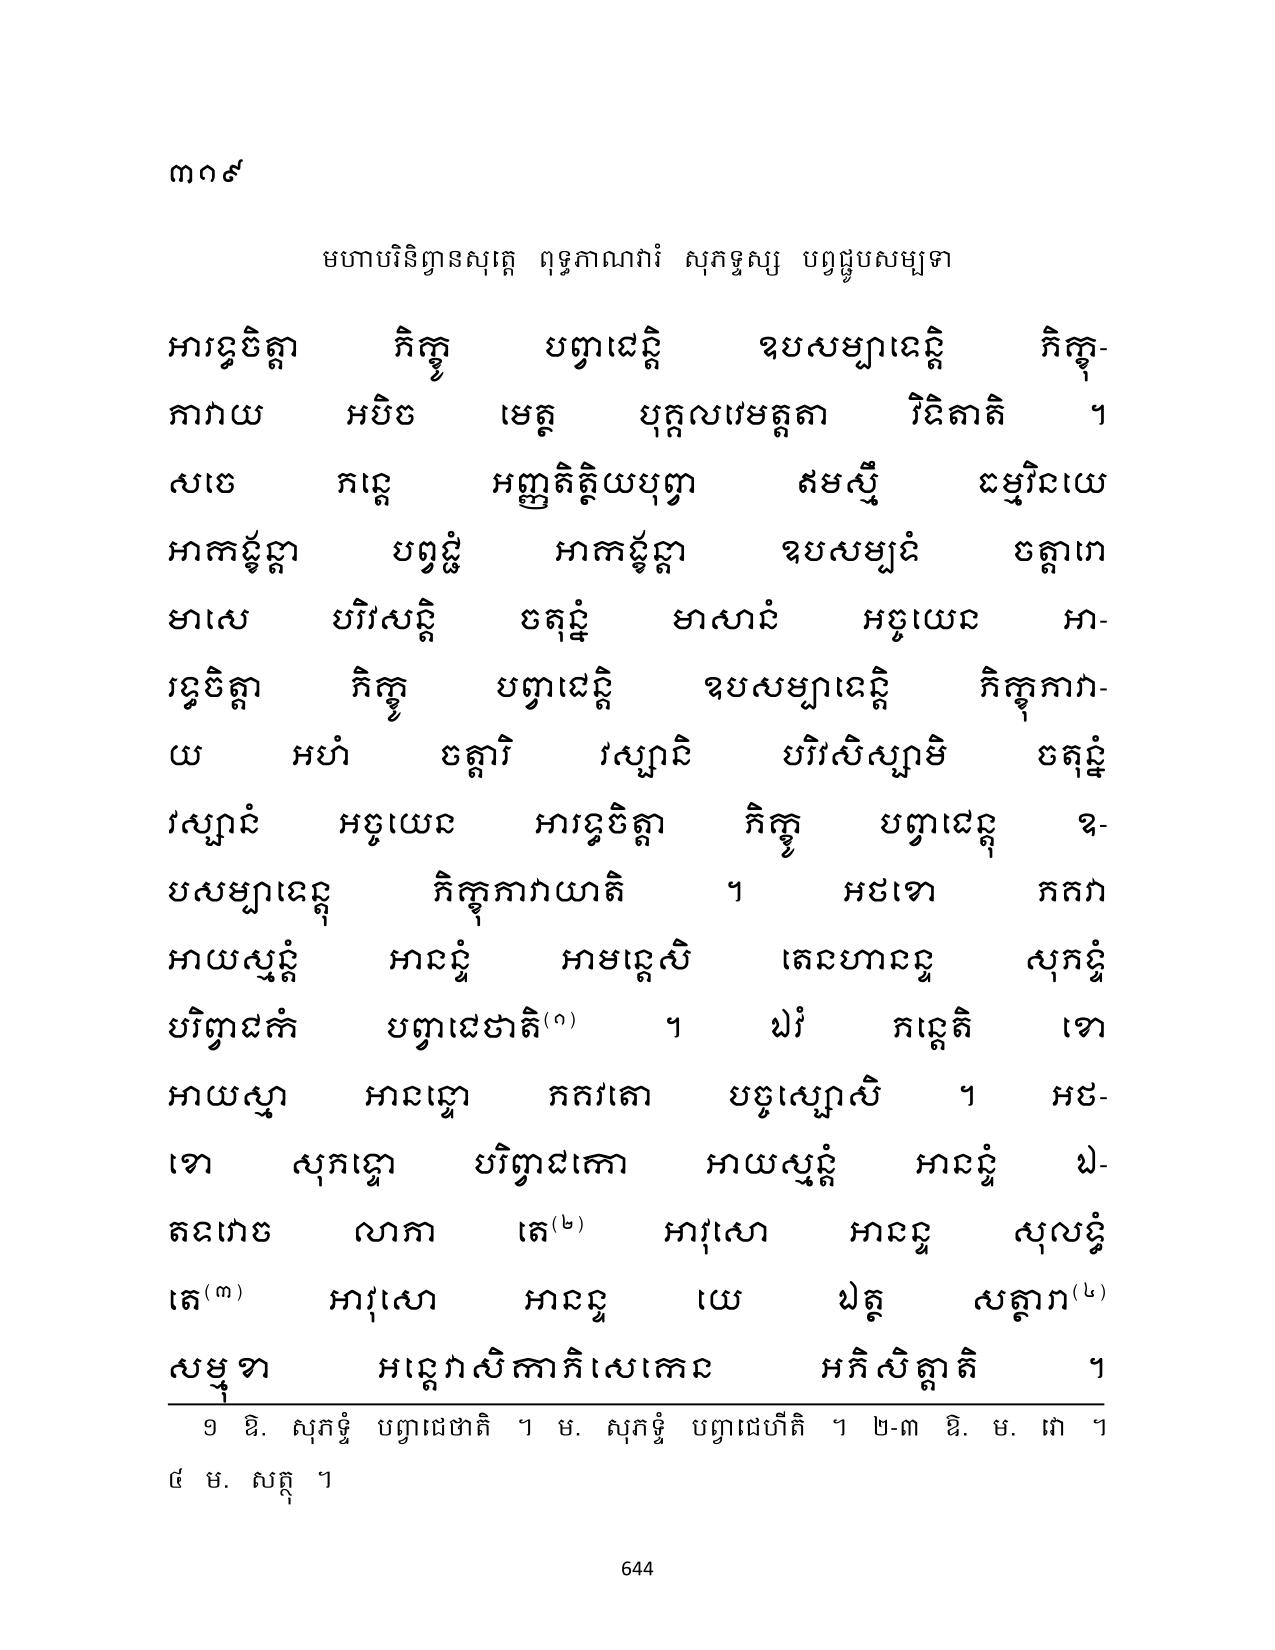 ៣១៩
មហាបរិនិព្វានសុត្តេ ពុទ្ធភាណវារំ សុភទ្ទស្ស បព្វជ្ជូបសម្បទា
អារទ្ធចិត្តា ភិក្ខូ បព្វាជេន្តិ ឧបសម្បាទេន្តិ ភិក្ខុ-
ភាវាយ អបិច មេត្ថ បុគ្គលវេមត្តតា វិទិតាតិ ។
សចេ ភន្តេ អញ្ញតិត្ថិយបុព្វា ឥមស្មឹ ធម្មវិនយេ
អាកង្ខន្តា បព្វជ្ជំ អាកង្ខន្តា ឧបសម្បទំ ចត្តារោ
មាសេ បរិវសន្តិ ចតុន្នំ មាសានំ អច្ចយេន អា-
រទ្ធចិត្តា ភិក្ខូ បព្វាជេន្តិ ឧបសម្បាទេន្តិ ភិក្ខុភាវា-
យ អហំ ចត្តារិ វស្សានិ បរិវសិស្សាមិ ចតុន្នំ
វស្សានំ អច្ចយេន អារទ្ធចិត្តា ភិក្ខូ បព្វាជេន្តុ ឧ-
បសម្បាទេន្តុ ភិក្ខុភាវាយាតិ ។ អថខោ ភគវា
អាយស្មន្តំ អានន្ទំ អាមន្តេសិ តេនហានន្ទ សុភទ្ទំ
បរិព្វាជកំ បព្វាជេថាតិ(១) ។ ឯវំ ភន្តេតិ ខោ
អាយស្មា អានន្ទោ ភគវតោ បច្ចស្សោសិ ។ អថ-
ខោ សុភទ្ទោ បរិព្វាជកោ អាយស្មន្តំ អានន្ទំ ឯ-
តទវោច លាភា តេ(២) អាវុសោ អានន្ទ សុលទ្ធំ
តេ(៣) អាវុសោ អានន្ទ យេ ឯត្ថ សត្ថារា(៤)
សម្មុខា អន្តេវាសិកាភិសេកេន អភិសិត្តាតិ ។
១ ឱ. សុភទ្ទំ បព្វាជេថាតិ ។ ម. សុភទ្ទំ បព្វាជេហីតិ ។ ២-៣ ឱ. ម. វោ ។
៤ ម. សត្ថុ ។
644